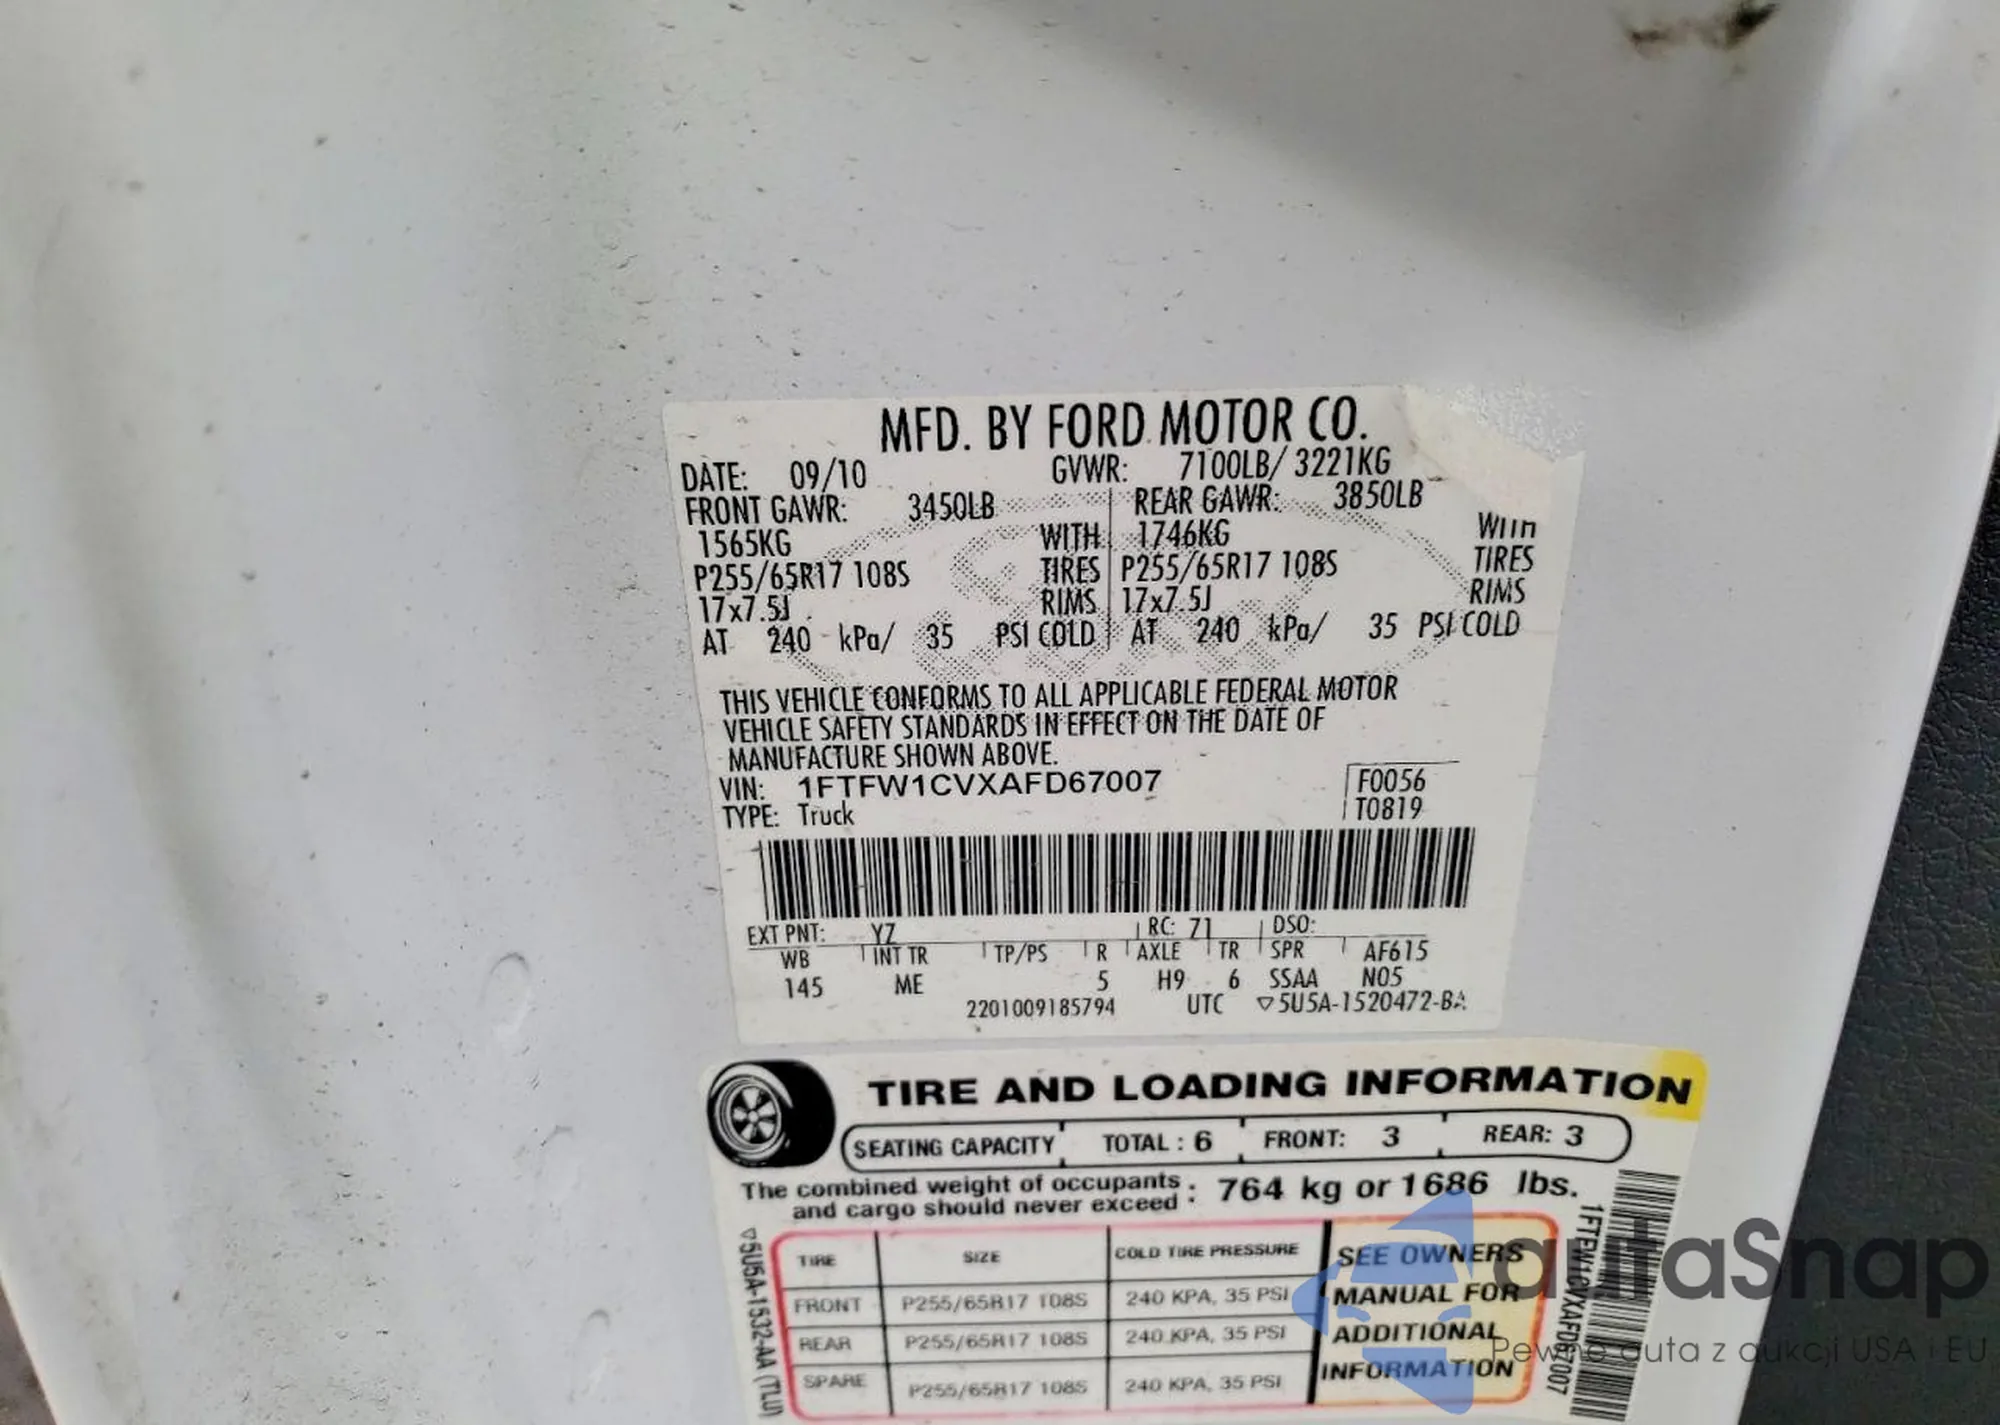 MFD. BY FORD MOTOR CO.
DATE: 09/10 GVWR: 7100LB/ 3221KG
FRONT GAWR: 3450LB REAR GAWR: 3850LB
1565KG WITH 1746KG WITH
P255/65R17 108S TIRES P255/65R17 108S TIRES
17x7.5J RIMS 17x7.5J RIMS
AT 240 kPa/ 35 PSI COLD AT 240 kPa/ 35 PSI COLD
THIS VEHICLE CONFORMS TO ALL APPLICABLE FEDERAL MOTOR
VEHICLE SAFETY STANDARDS IN EFFECT ON THE DATE OF
MANUFACTURE SHOWN ABOVE.
VIN: 1FTFW1CVXAFD67007 F0056
TYPE: Truck T0819
EXT PNT: YZ RC: 71 DSO:
WB INT TR TP/PS R AXLE TR SPR AF615
145 ME 5 H9 6 SSAA N05
2201009185794 UTC ▽5U5A-1520472-BA
TIRE AND LOADING INFORMATION
SEATING CAPACITY TOTAL : 6 FRONT: 3 REAR: 3
The combined weight of occupants
and cargo should never exceed : 764 kg or 1686 lbs.
TIRE SIZE COLD TIRE PRESSURE SEE OWNERS
FRONT P255/65R17 108S 240 KPA, 35 PSI MANUAL FOR
REAR P255/65R17 108S 240 KPA, 35 PSI ADDITIONAL
SPARE P255/65R17 108S 240 KPA, 35 PSI INFORMATION
▽5U5A-1532-AA (TLU)
1FTFW1CVXAFD67007
autaSnap
Pewne auta z aukcji USA i EU